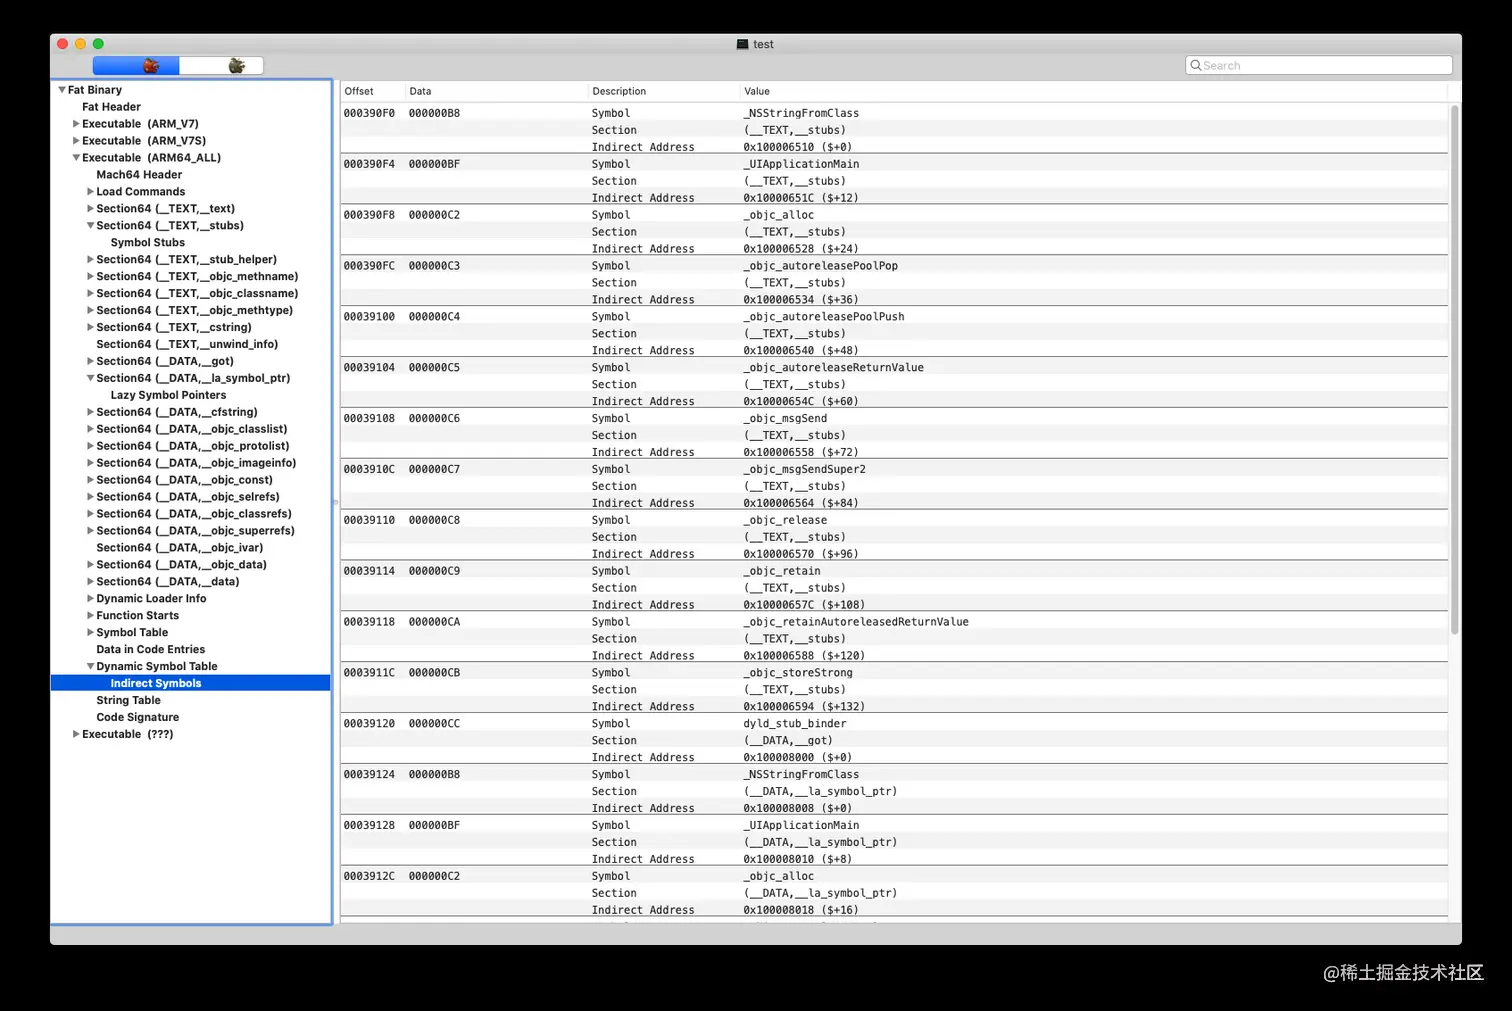 test
Search
Fat Binary
Fat Header
Executable (ARM_V7)
Executable (ARM_V7S)
Executable (ARM64_ALL)
Mach64 Header
Load Commands
Section64 (__TEXT,__text)
Section64 (__TEXT,__stubs)
Symbol Stubs
Section64 (__TEXT,__stub_helper)
Section64 (__TEXT,__objc_methname)
Section64 (__TEXT,__objc_classname)
Section64 (__TEXT,__objc_methtype)
Section64 (__TEXT,__cstring)
Section64 (__TEXT,__unwind_info)
Section64 (__DATA,__got)
Section64 (__DATA,__la_symbol_ptr)
Lazy Symbol Pointers
Section64 (__DATA,__cfstring)
Section64 (__DATA,__objc_classlist)
Section64 (__DATA,__objc_protolist)
Section64 (__DATA,__objc_imageinfo)
Section64 (__DATA,__objc_const)
Section64 (__DATA,__objc_selrefs)
Section64 (__DATA,__objc_classrefs)
Section64 (__DATA,__objc_superrefs)
Section64 (__DATA,__objc_ivar)
Section64 (__DATA,__objc_data)
Section64 (__DATA,__data)
Dynamic Loader Info
Function Starts
Symbol Table
Data in Code Entries
Dynamic Symbol Table
Indirect Symbols
String Table
Code Signature
Executable (???)
Offset Data Description Value
000390F0 000000B8 Symbol _NSStringFromClass
Section (__TEXT,__stubs)
Indirect Address 0x100006510 ($+0)
000390F4 000000BF Symbol _UIApplicationMain
Section (__TEXT,__stubs)
Indirect Address 0x10000651C ($+12)
000390F8 000000C2 Symbol _objc_alloc
Section (__TEXT,__stubs)
Indirect Address 0x100006528 ($+24)
000390FC 000000C3 Symbol _objc_autoreleasePoolPop
Section (__TEXT,__stubs)
Indirect Address 0x100006534 ($+36)
00039100 000000C4 Symbol _objc_autoreleasePoolPush
Section (__TEXT,__stubs)
Indirect Address 0x100006540 ($+48)
00039104 000000C5 Symbol _objc_autoreleaseReturnValue
Section (__TEXT,__stubs)
Indirect Address 0x10000654C ($+60)
00039108 000000C6 Symbol _objc_msgSend
Section (__TEXT,__stubs)
Indirect Address 0x100006558 ($+72)
0003910C 000000C7 Symbol _objc_msgSendSuper2
Section (__TEXT,__stubs)
Indirect Address 0x100006564 ($+84)
00039110 000000C8 Symbol _objc_release
Section (__TEXT,__stubs)
Indirect Address 0x100006570 ($+96)
00039114 000000C9 Symbol _objc_retain
Section (__TEXT,__stubs)
Indirect Address 0x10000657C ($+108)
00039118 000000CA Symbol _objc_retainAutoreleasedReturnValue
Section (__TEXT,__stubs)
Indirect Address 0x100006588 ($+120)
0003911C 000000CB Symbol _objc_storeStrong
Section (__TEXT,__stubs)
Indirect Address 0x100006594 ($+132)
00039120 000000CC Symbol dyld_stub_binder
Section (__DATA,__got)
Indirect Address 0x100008000 ($+0)
00039124 000000B8 Symbol _NSStringFromClass
Section (__DATA,__la_symbol_ptr)
Indirect Address 0x100008008 ($+0)
00039128 000000BF Symbol _UIApplicationMain
Section (__DATA,__la_symbol_ptr)
Indirect Address 0x100008010 ($+8)
0003912C 000000C2 Symbol _objc_alloc
Section (__DATA,__la_symbol_ptr)
Indirect Address 0x100008018 ($+16)
@稀土掘金技术社区